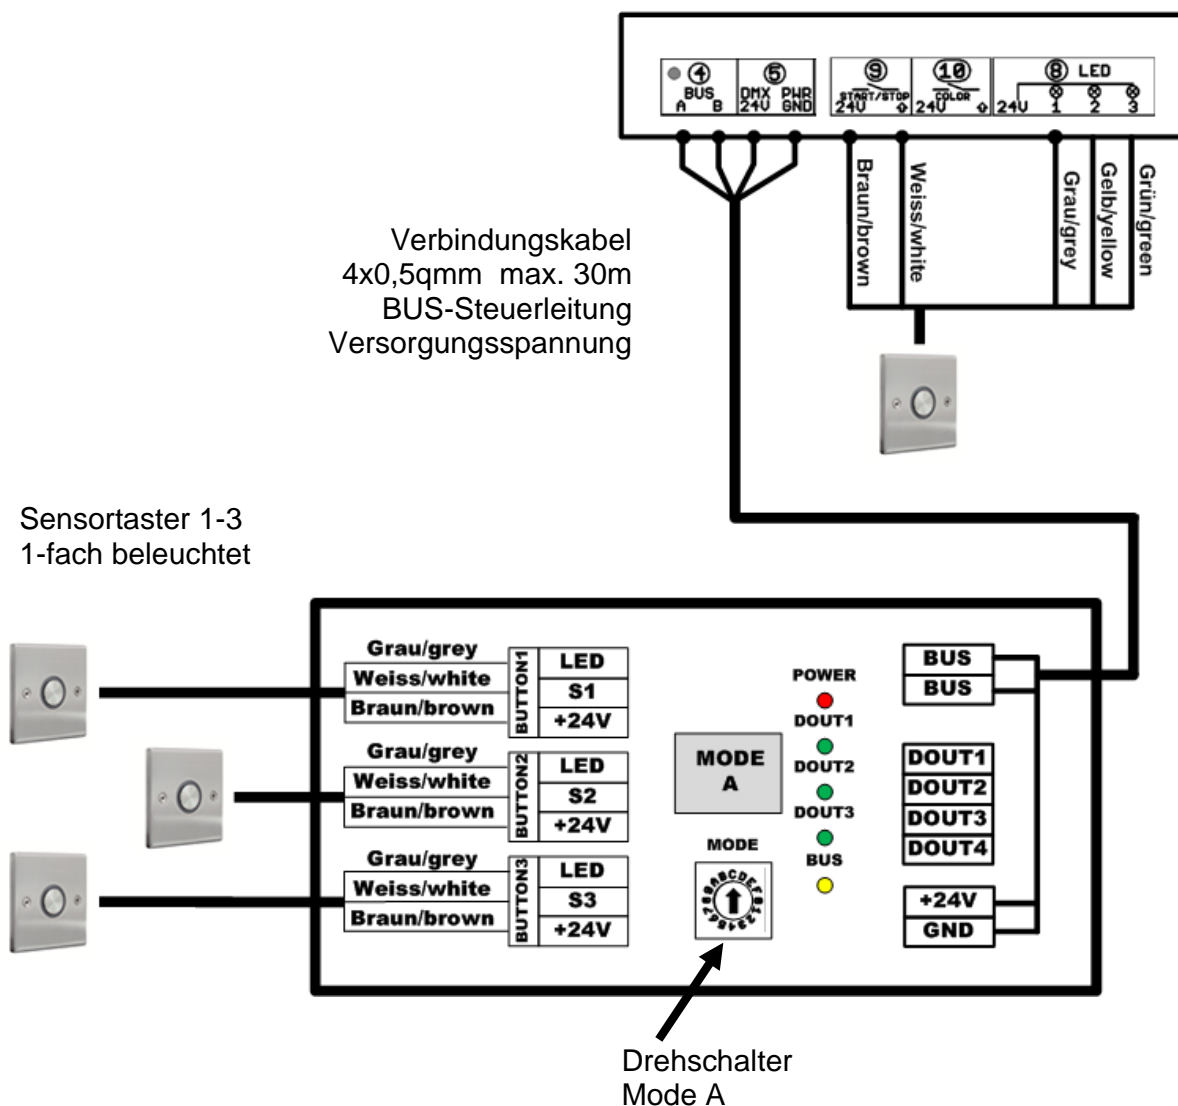 ④ ⑤ ⑨ ⑩ ⑧ LED
BUS DMX PWR START/STOP COLOR
A B 24V GND 24V 24V 24V 1 2 3
Braun/brown
Weiss/white
Grau/grey
Gelb/yellow
Grün/green
Verbindungskabel
4x0,5qmm max. 30m
BUS-Steuerleitung
Versorgungsspannung
Sensortaster 1-3
1-fach beleuchtet
Grau/grey
Weiss/white
Braun/brown
BUTTON1
LED
S1
+24V
Grau/grey
Weiss/white
Braun/brown
BUTTON2
LED
S2
+24V
Grau/grey
Weiss/white
Braun/brown
BUTTON3
LED
S3
+24V
MODE
A
MODE
0123456789ABCDEF
POWER
DOUT1
DOUT2
DOUT3
BUS
BUS
BUS
DOUT1
DOUT2
DOUT3
DOUT4
+24V
GND
Drehschalter
Mode A